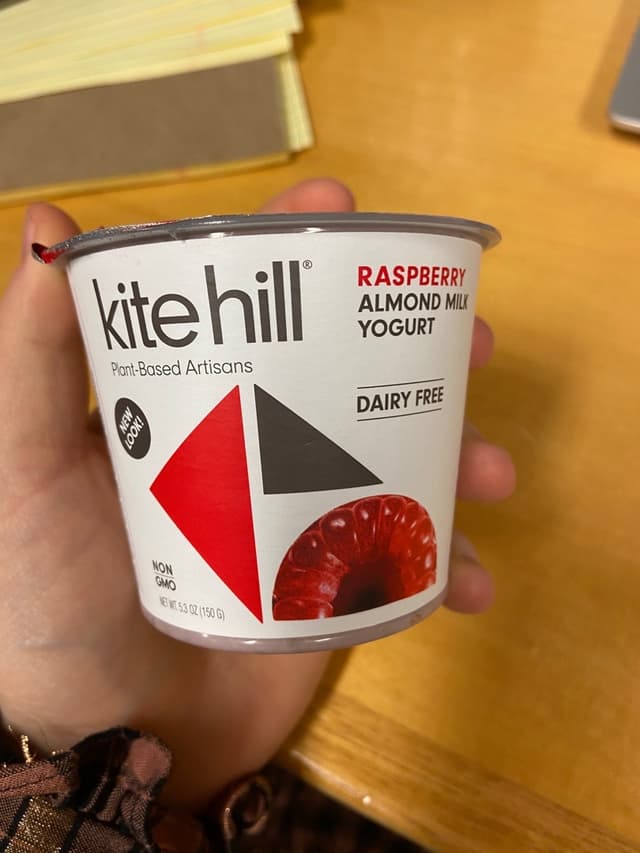 kite hill®
Plant-Based Artisans
RASPBERRY
ALMOND MILK
YOGURT
DAIRY FREE
NEW
LOOK!
NON
GMO
NET WT. 5.3 OZ (150 G)